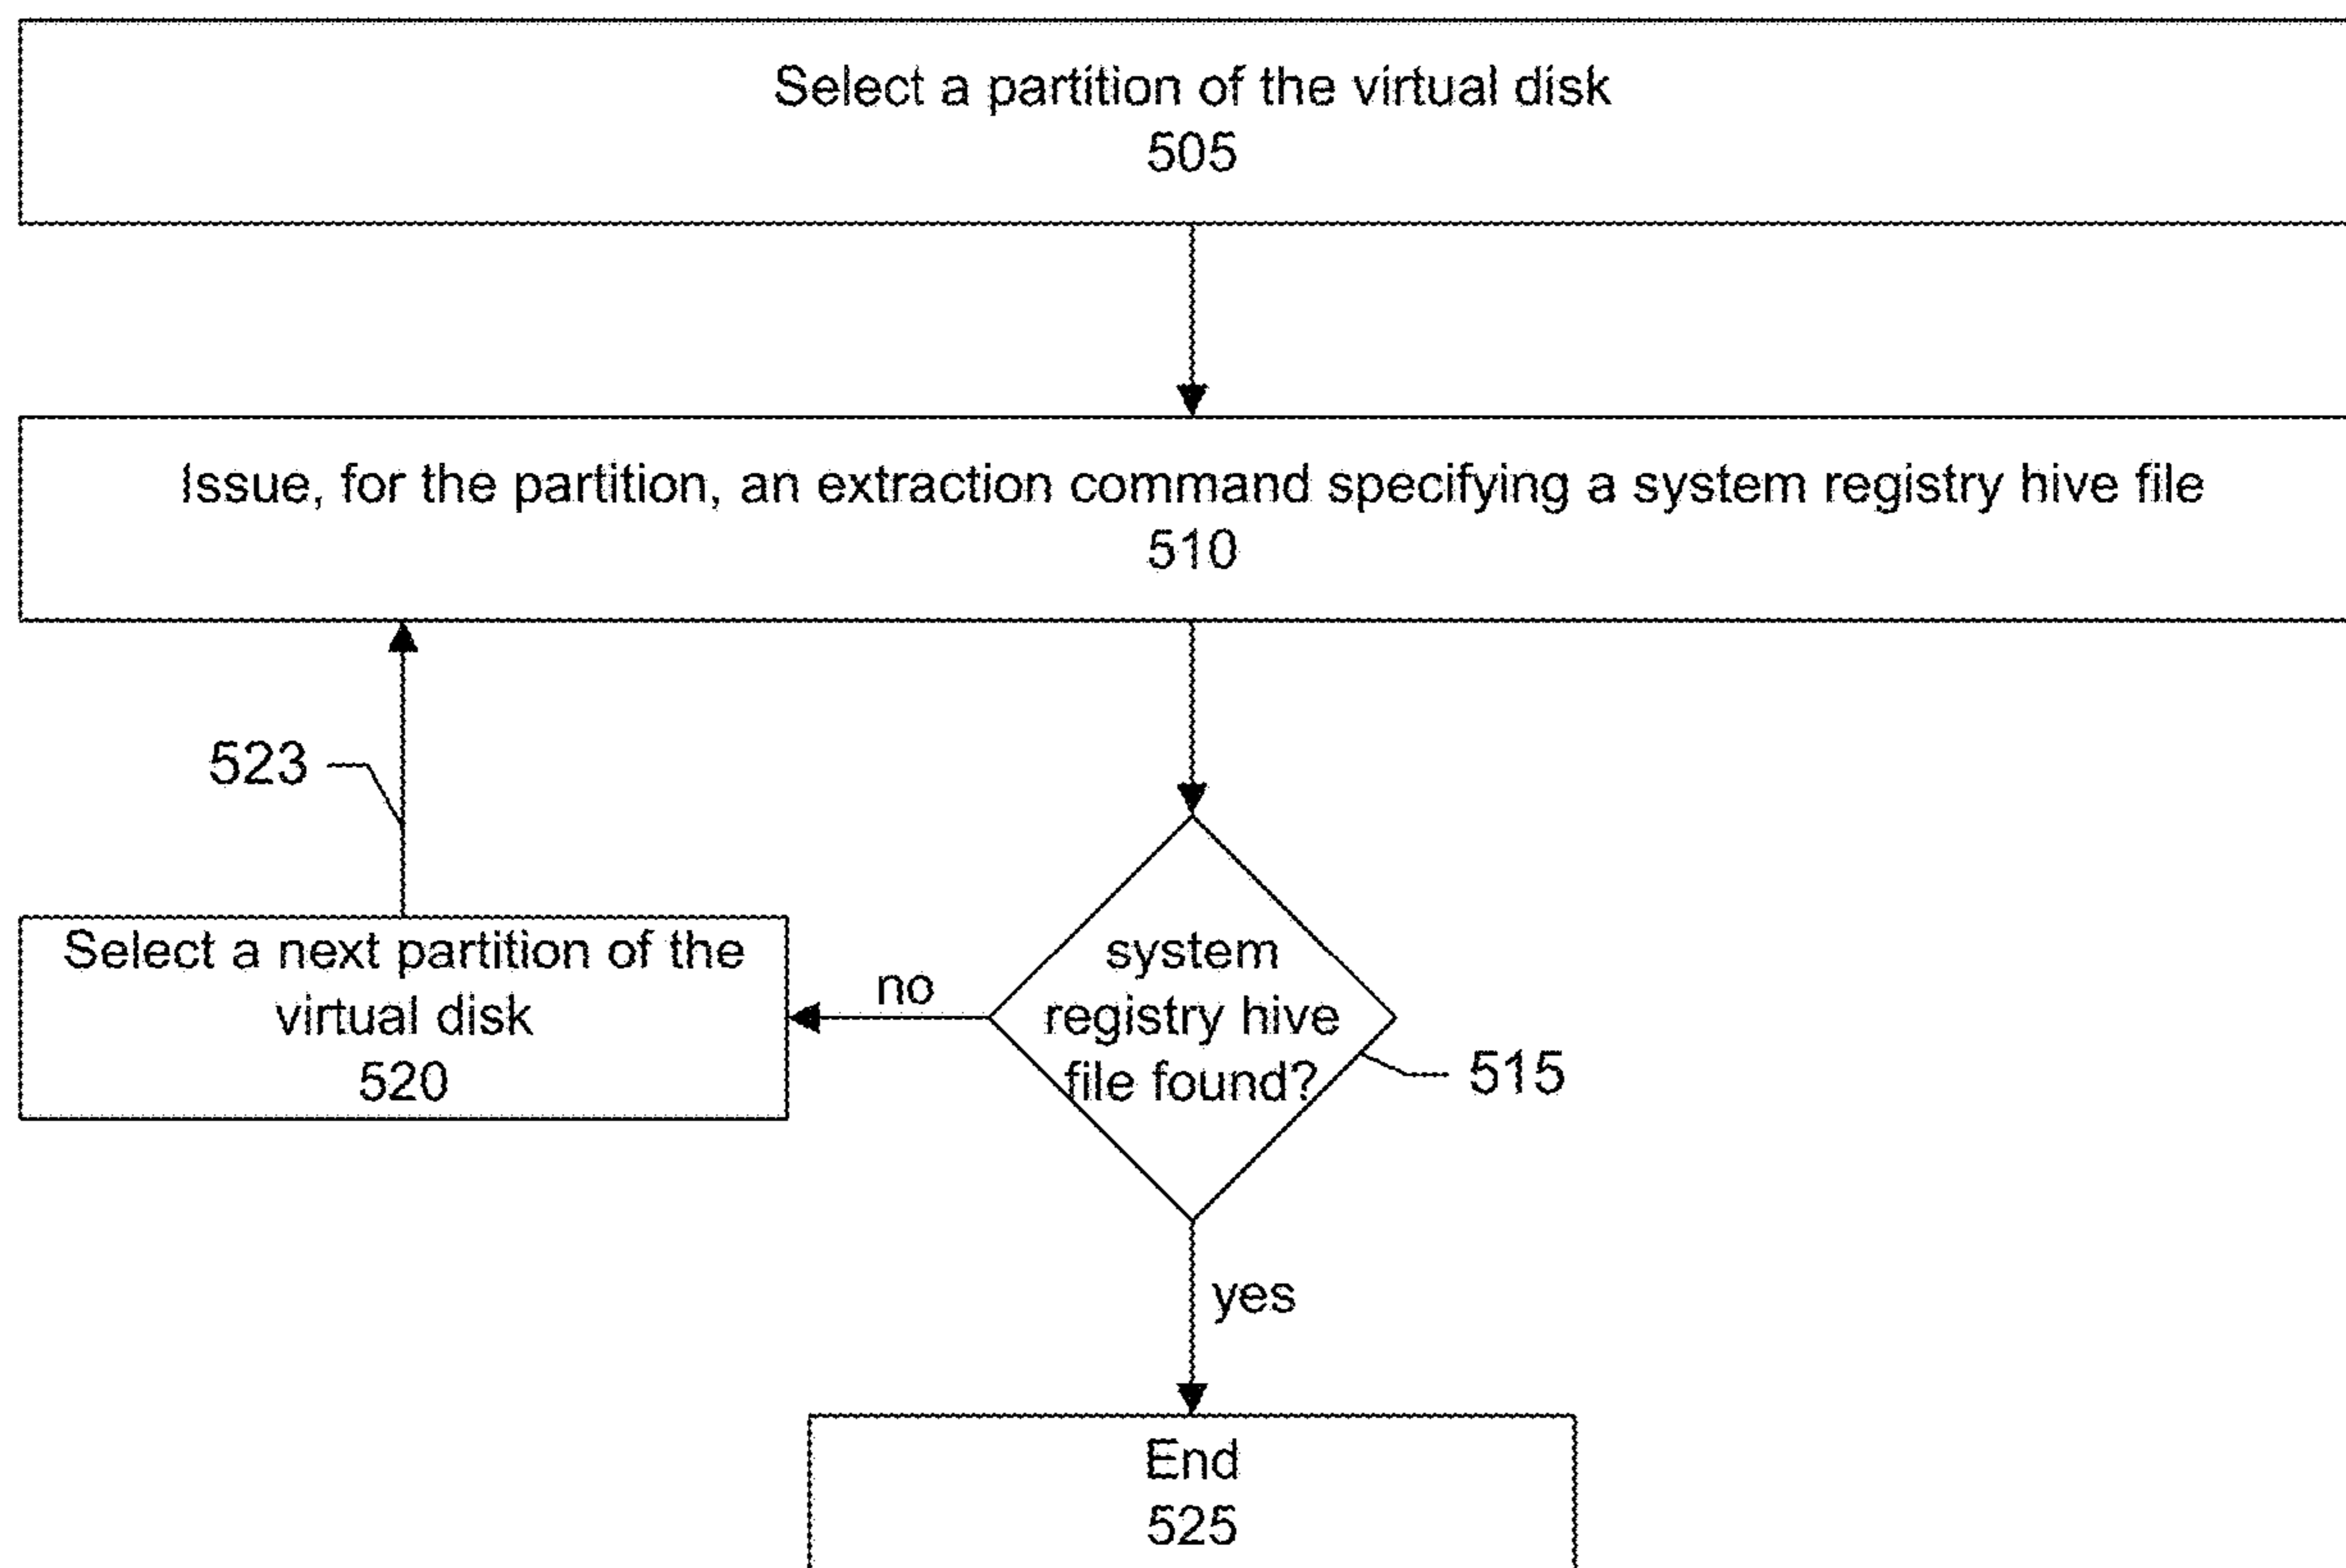 Select a partition of the virtual disk
505
Issue, for the partition, an extraction command specifying a system registry hive file
510
523
Select a next partition of the
virtual disk
520
no
system
registry hive
file found?
515
yes
End
525